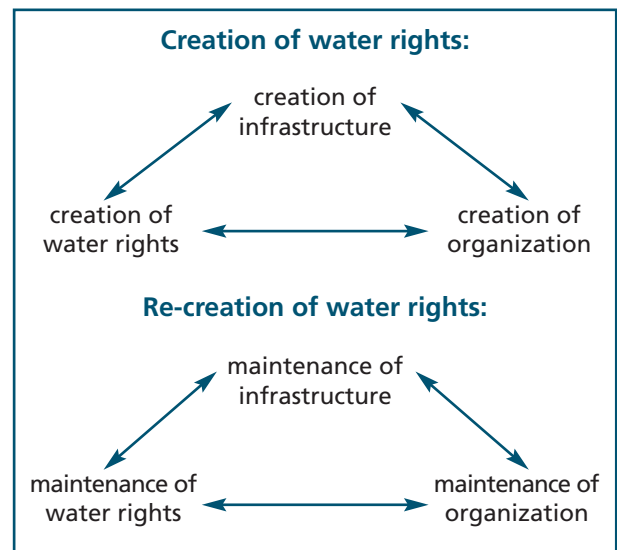 Creation of water rights:
creation of
infrastructure
creation of
water rights
creation of
organization
Re-creation of water rights:
maintenance of
infrastructure
maintenance of
water rights
maintenance of
organization